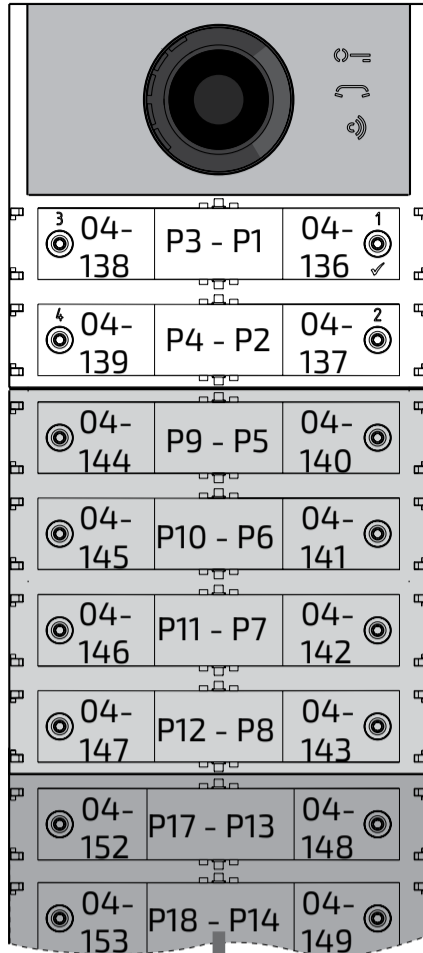 3 04- P3 - P1 04- 1
138 136 ✓
4 04- P4 - P2 04- 2
139 137
04- P9 - P5 04-
144 140
04- P10 - P6 04-
145 141
04- P11 - P7 04-
146 142
04- P12 - P8 04-
147 143
04- P17 - P13 04-
152 148
04- P18 - P14 04-
153 149